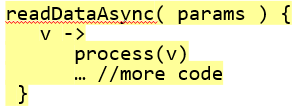 readDataAsync( params ) {
v ->
process(v)
… //more code
}